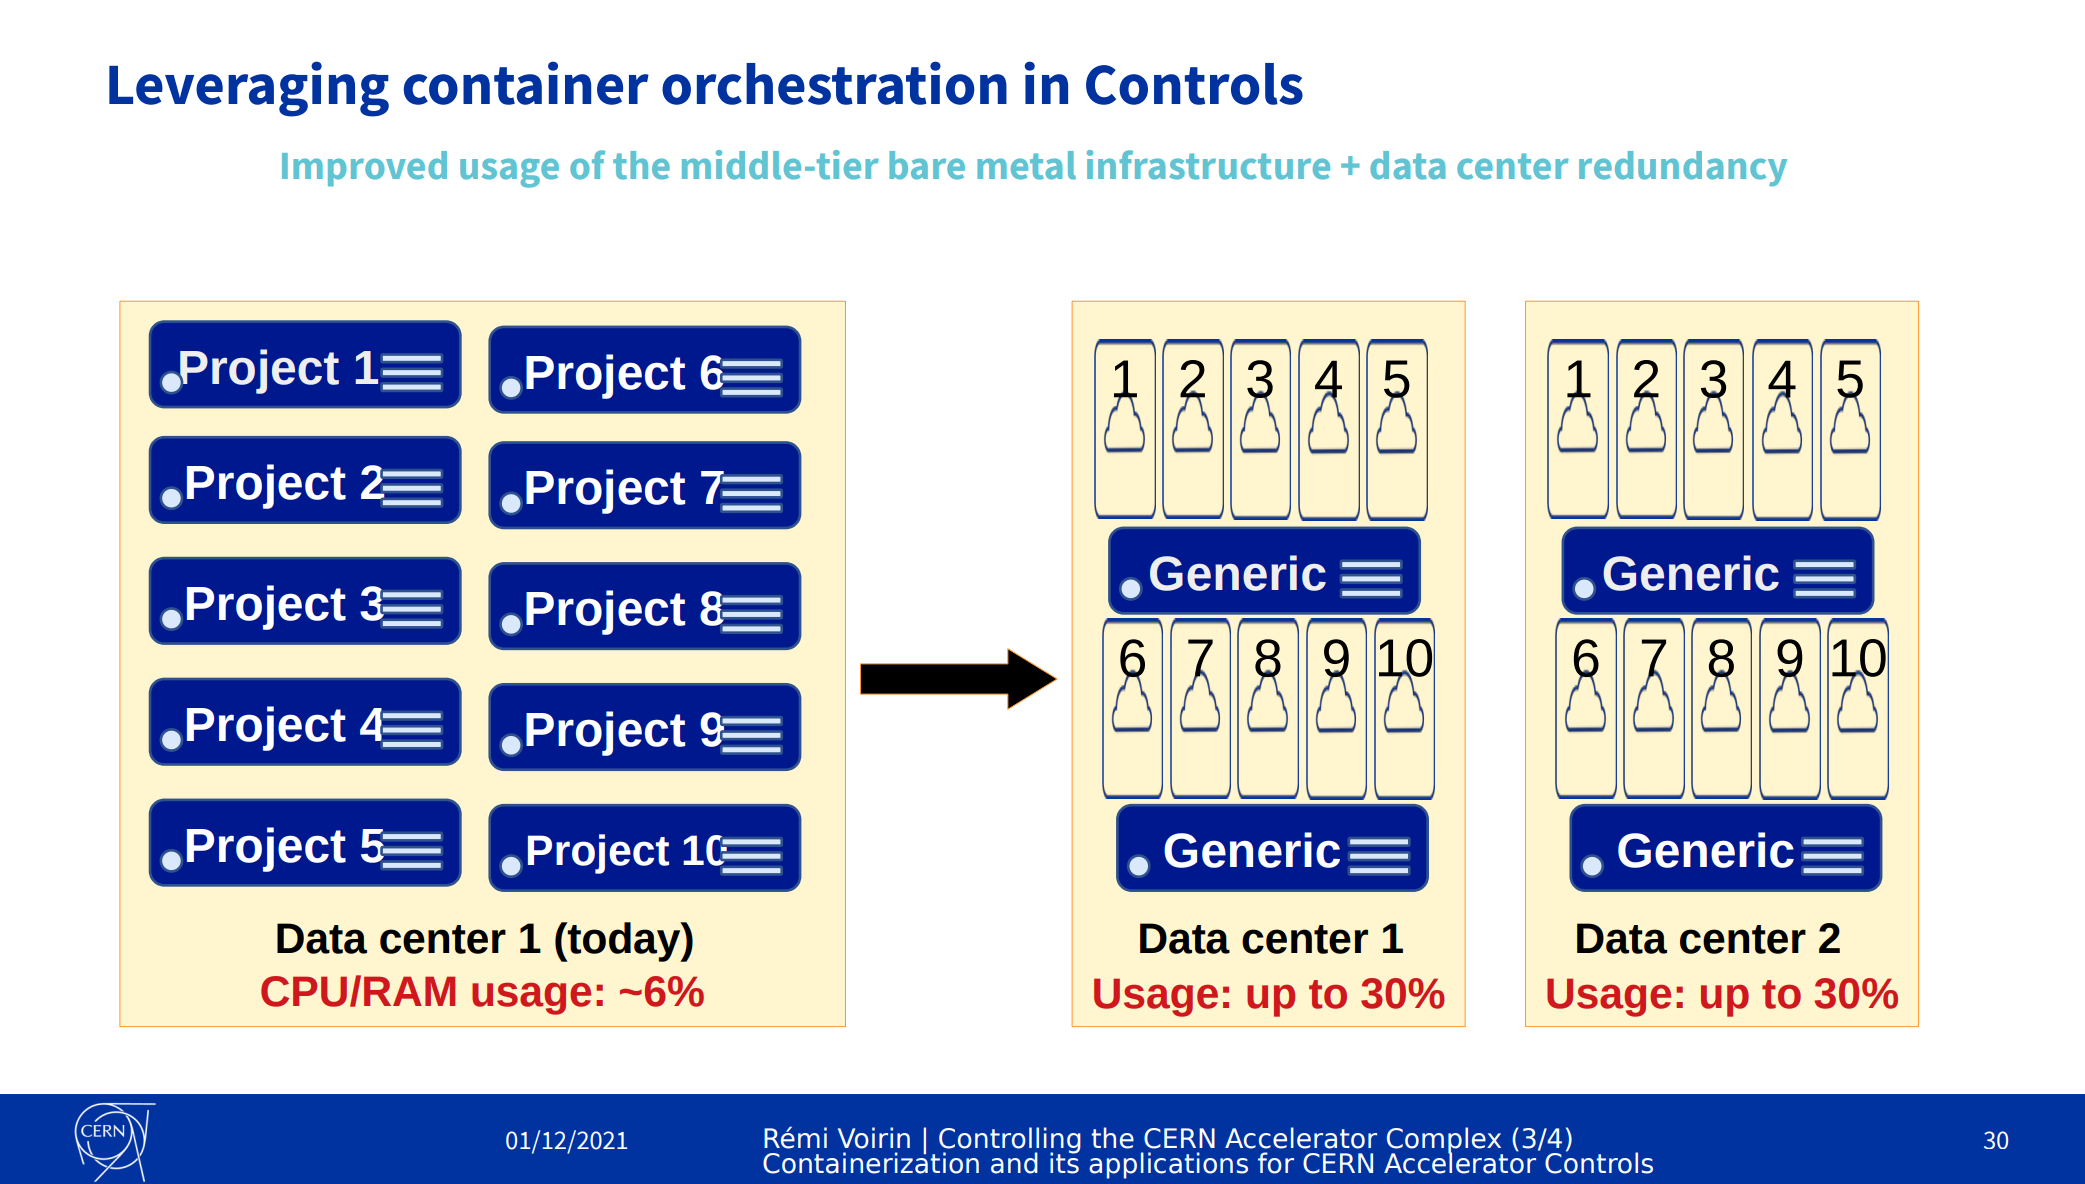 Leveraging container orchestration in Controls
Improved usage of the middle-tier bare metal infrastructure + data center redundancy
Project 1
Project 2
Project 3
Project 4
Project 5
Project 6
Project 7
Project 8
Project 9
Project 10
Data center 1 (today)
CPU/RAM usage: ~6%
1 2 3 4 5
Generic
6 7 8 9 10
Generic
Data center 1
Usage: up to 30%
1 2 3 4 5
Generic
6 7 8 9 10
Generic
Data center 2
Usage: up to 30%
CERN
01/12/2021
Rémi Voirin | Controlling the CERN Accelerator Complex (3/4)
Containerization and its applications for CERN Accelerator Controls
30